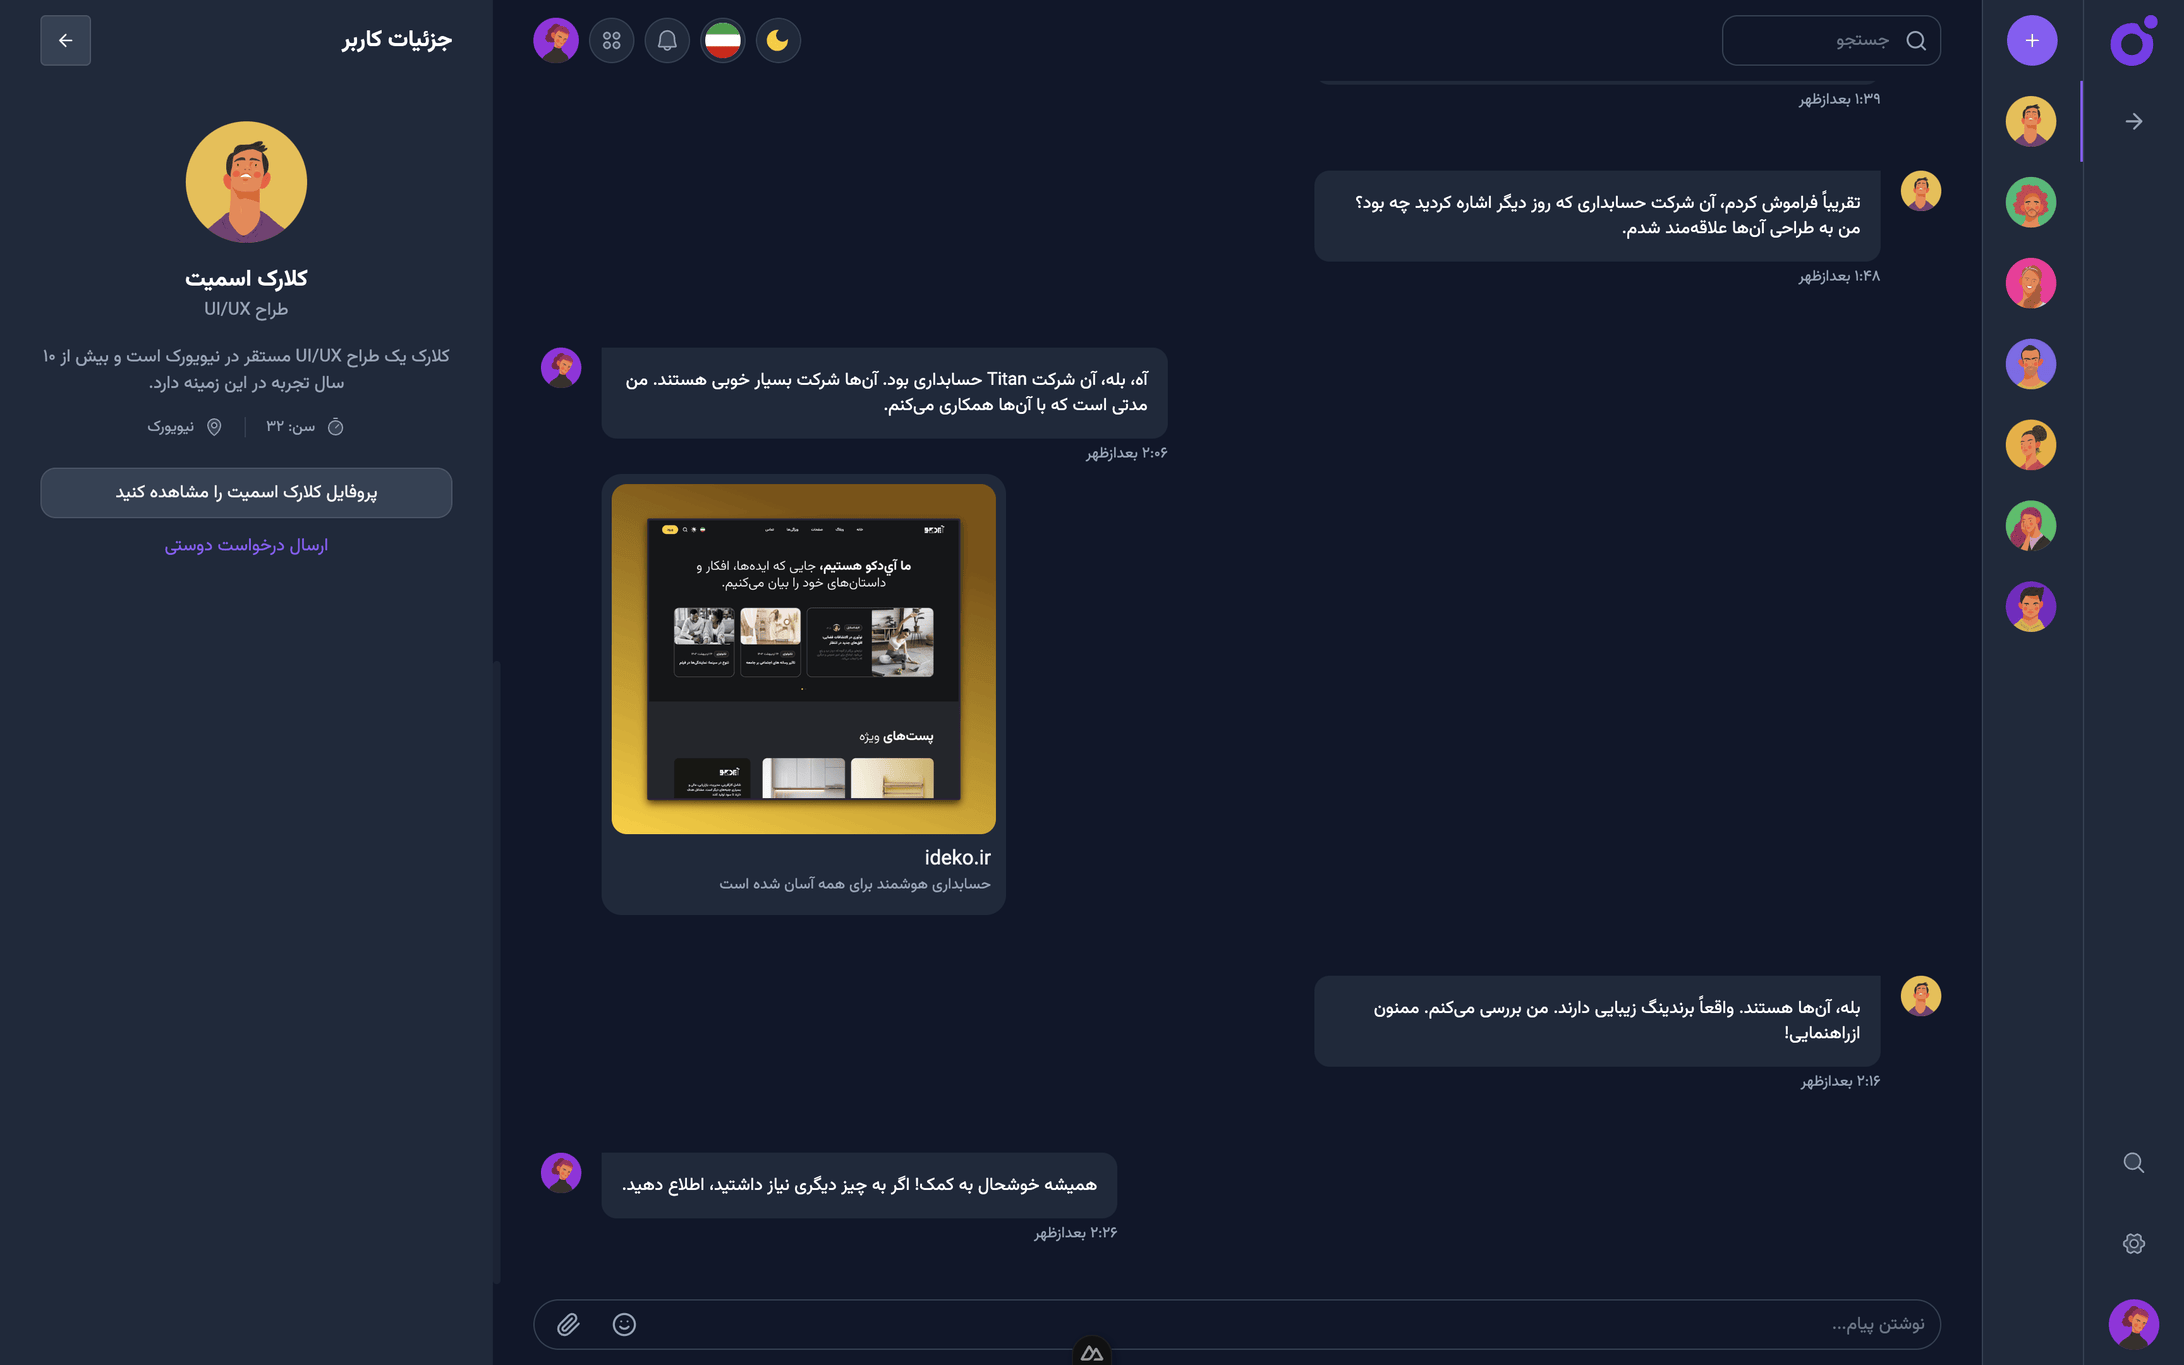 جستجو
۱:۳۹ بعدازظهر
تقریباً فراموش کردم، آن شرکت حسابداری که روز دیگر اشاره کردید چه بود؟
من به طراحی آن‌ها علاقه‌مند شدم.
۱:۴۸ بعدازظهر
آه، بله، آن شرکت Titan حسابداری بود. آن‌ها شرکت بسیار خوبی هستند. من
مدتی است که با آن‌ها همکاری می‌کنم.
۲:۰۶ بعدازظهر
خانه وبلاگ صفحات ویژگی‌ها تماس
ما آی‌دکو هستیم، جایی که ایده‌ها، افکار و
داستان‌های خود را بیان می‌کنیم.
پست‌های ویژه
ideko.ir
حسابداری هوشمند برای همه آسان شده است
بله، آن‌ها هستند. واقعاً برندینگ زیبایی دارند. من بررسی می‌کنم. ممنون
ازراهنمایی!
۲:۱۶ بعدازظهر
همیشه خوشحال به کمک! اگر به چیز دیگری نیاز داشتید، اطلاع دهید.
۲:۲۶ بعدازظهر
نوشتن پیام...
جزئیات کاربر
کلارک اسمیت
طراح UI/UX
کلارک یک طراح UI/UX مستقر در نیویورک است و بیش از ۱۰
سال تجربه در این زمینه دارد.
سن: ۳۲
نیویورک
پروفایل کلارک اسمیت را مشاهده کنید
ارسال درخواست دوستی